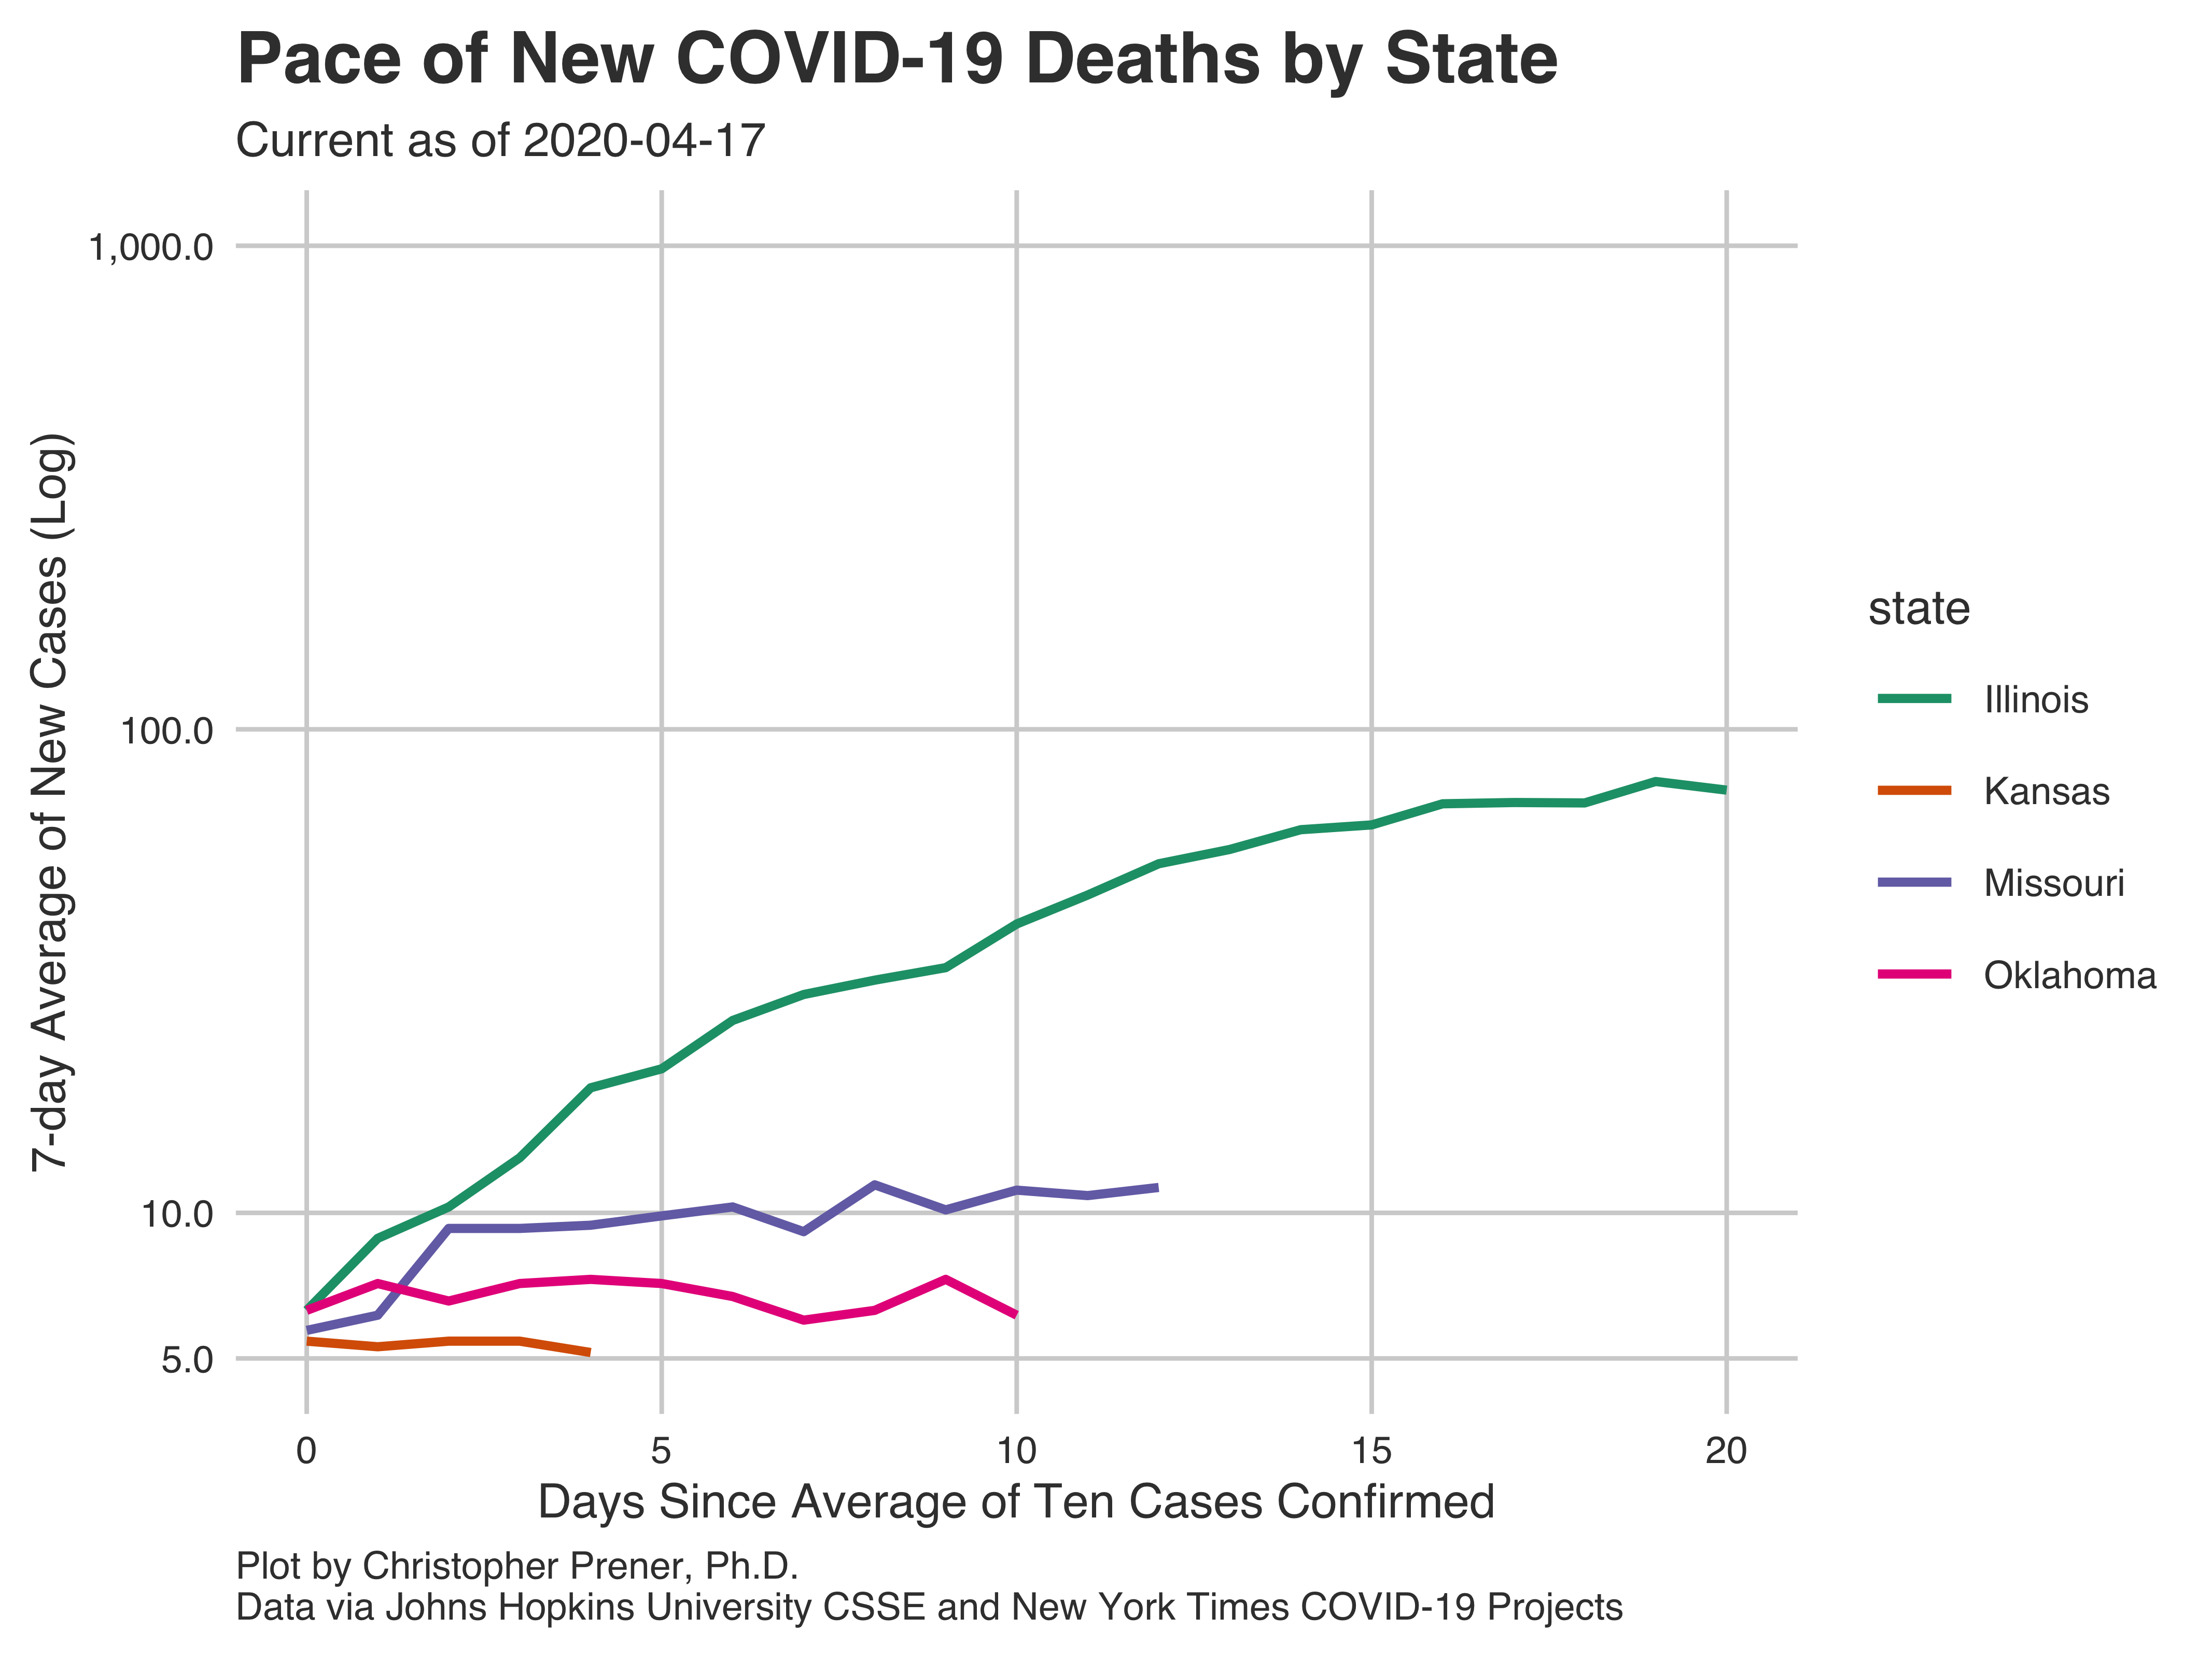 Pace of New COVID-19 Deaths by State
Current as of 2020-04-17
7-day Average of New Cases (Log)
1,000.0
100.0
10.0
5.0
0 5 10 15 20
Days Since Average of Ten Cases Confirmed
state
Illinois
Kansas
Missouri
Oklahoma
Plot by Christopher Prener, Ph.D.
Data via Johns Hopkins University CSSE and New York Times COVID-19 Projects